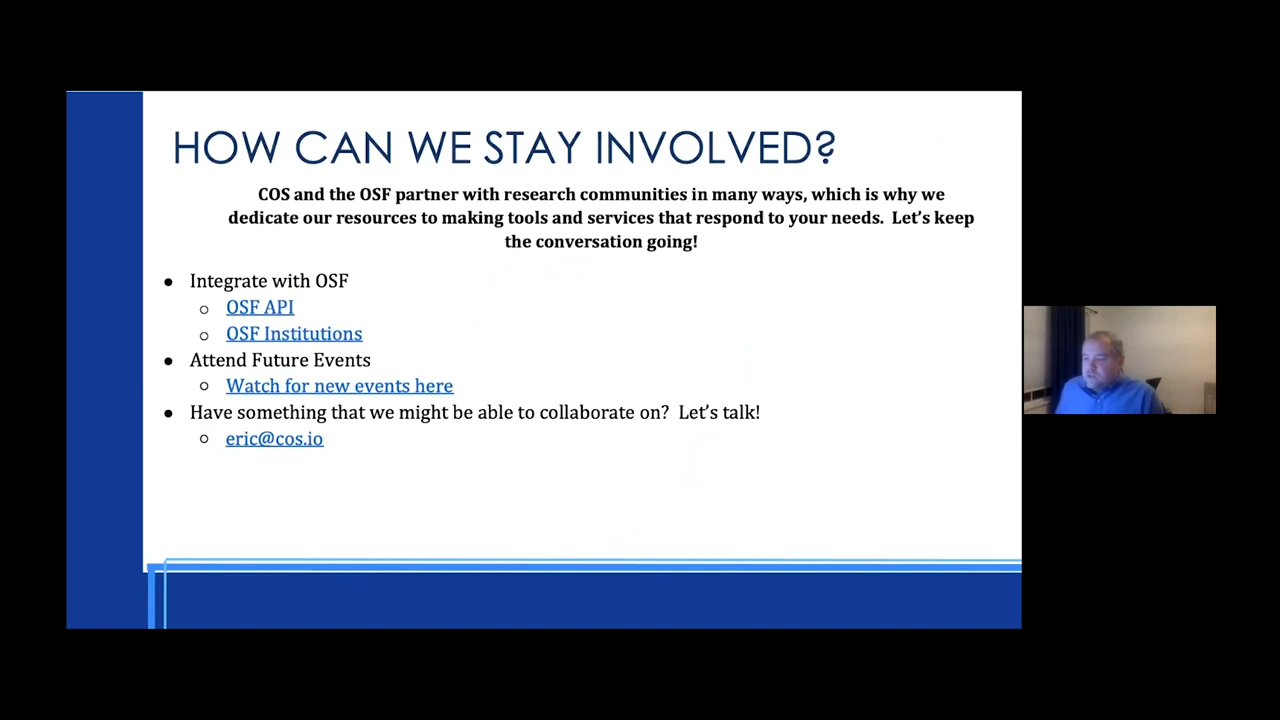 HOW CAN WE STAY INVOLVED?
COS and the OSF partner with research communities in many ways, which is why we
dedicate our resources to making tools and services that respond to your needs.  Let's keep
the conversation going!
● Integrate with OSF
○ OSF API
○ OSF Institutions
● Attend Future Events
○ Watch for new events here
● Have something that we might be able to collaborate on?  Let's talk!
○ eric@cos.io